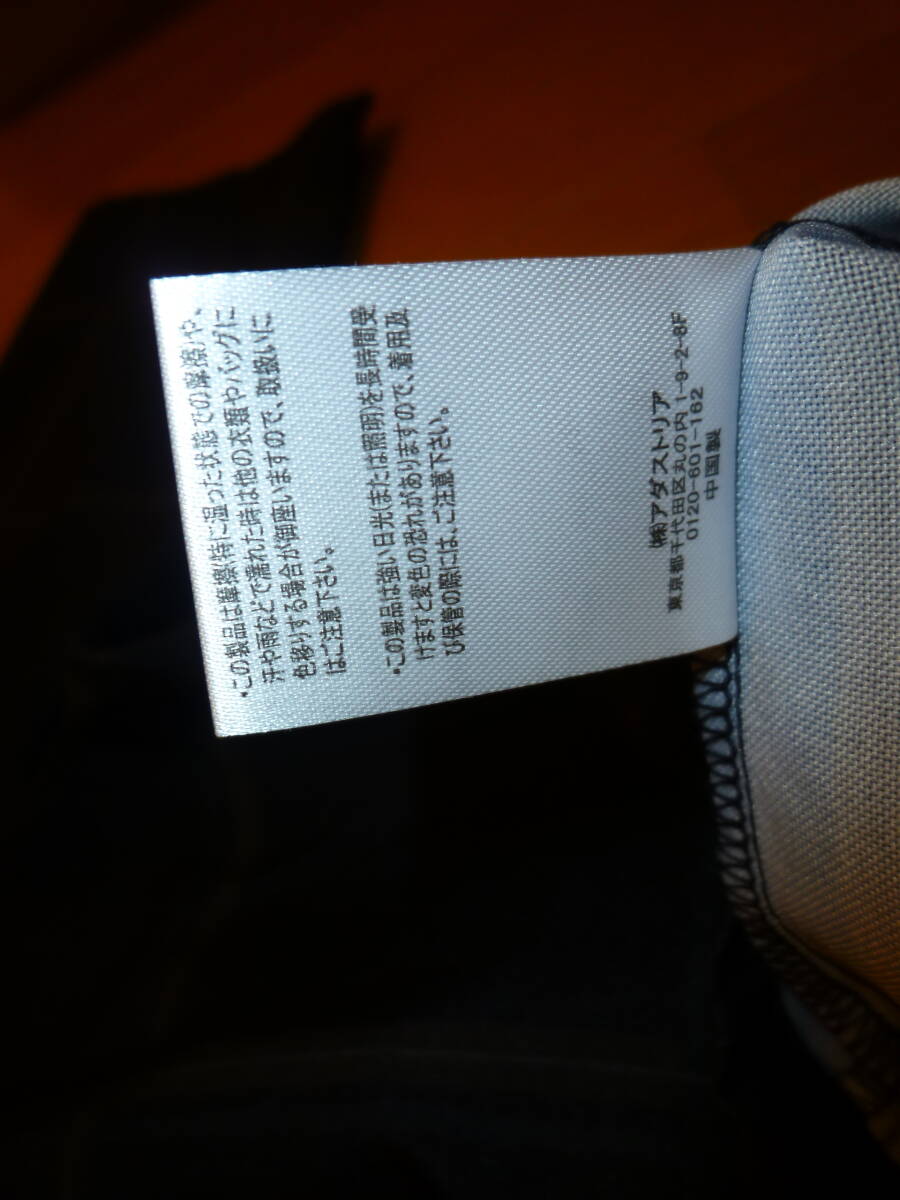 ・この製品は摩擦(特に湿った状態での摩擦)や、
汗や雨などで濡れた時は他の衣類やバッグに
色移りする場合が御座いますので、取扱いに
はご注意下さい。
・この製品は強い日光(または照明)を長時間受
けますと変色の恐れがありますので、着用及
び保管の際には、ご注意下さい。
㈱アダストリア
東京都千代田区丸の内 1-9-2-8F
0120-601-162
中国製